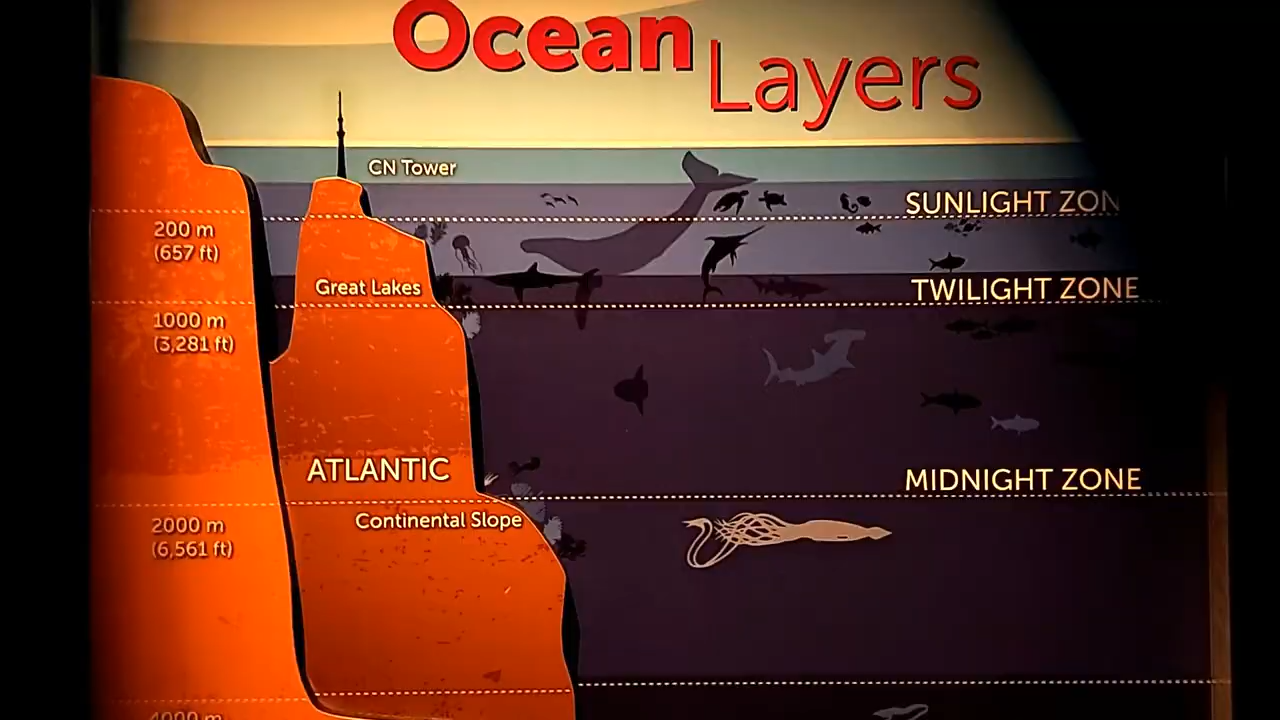 Ocean
Layers
CN Tower
SUNLIGHT ZON
200 m
(657 ft)
Great Lakes
TWILIGHT ZONE
1000 m
(3,281 ft)
ATLANTIC
MIDNIGHT ZONE
Continental Slope
2000 m
(6,561 ft)
4000 m